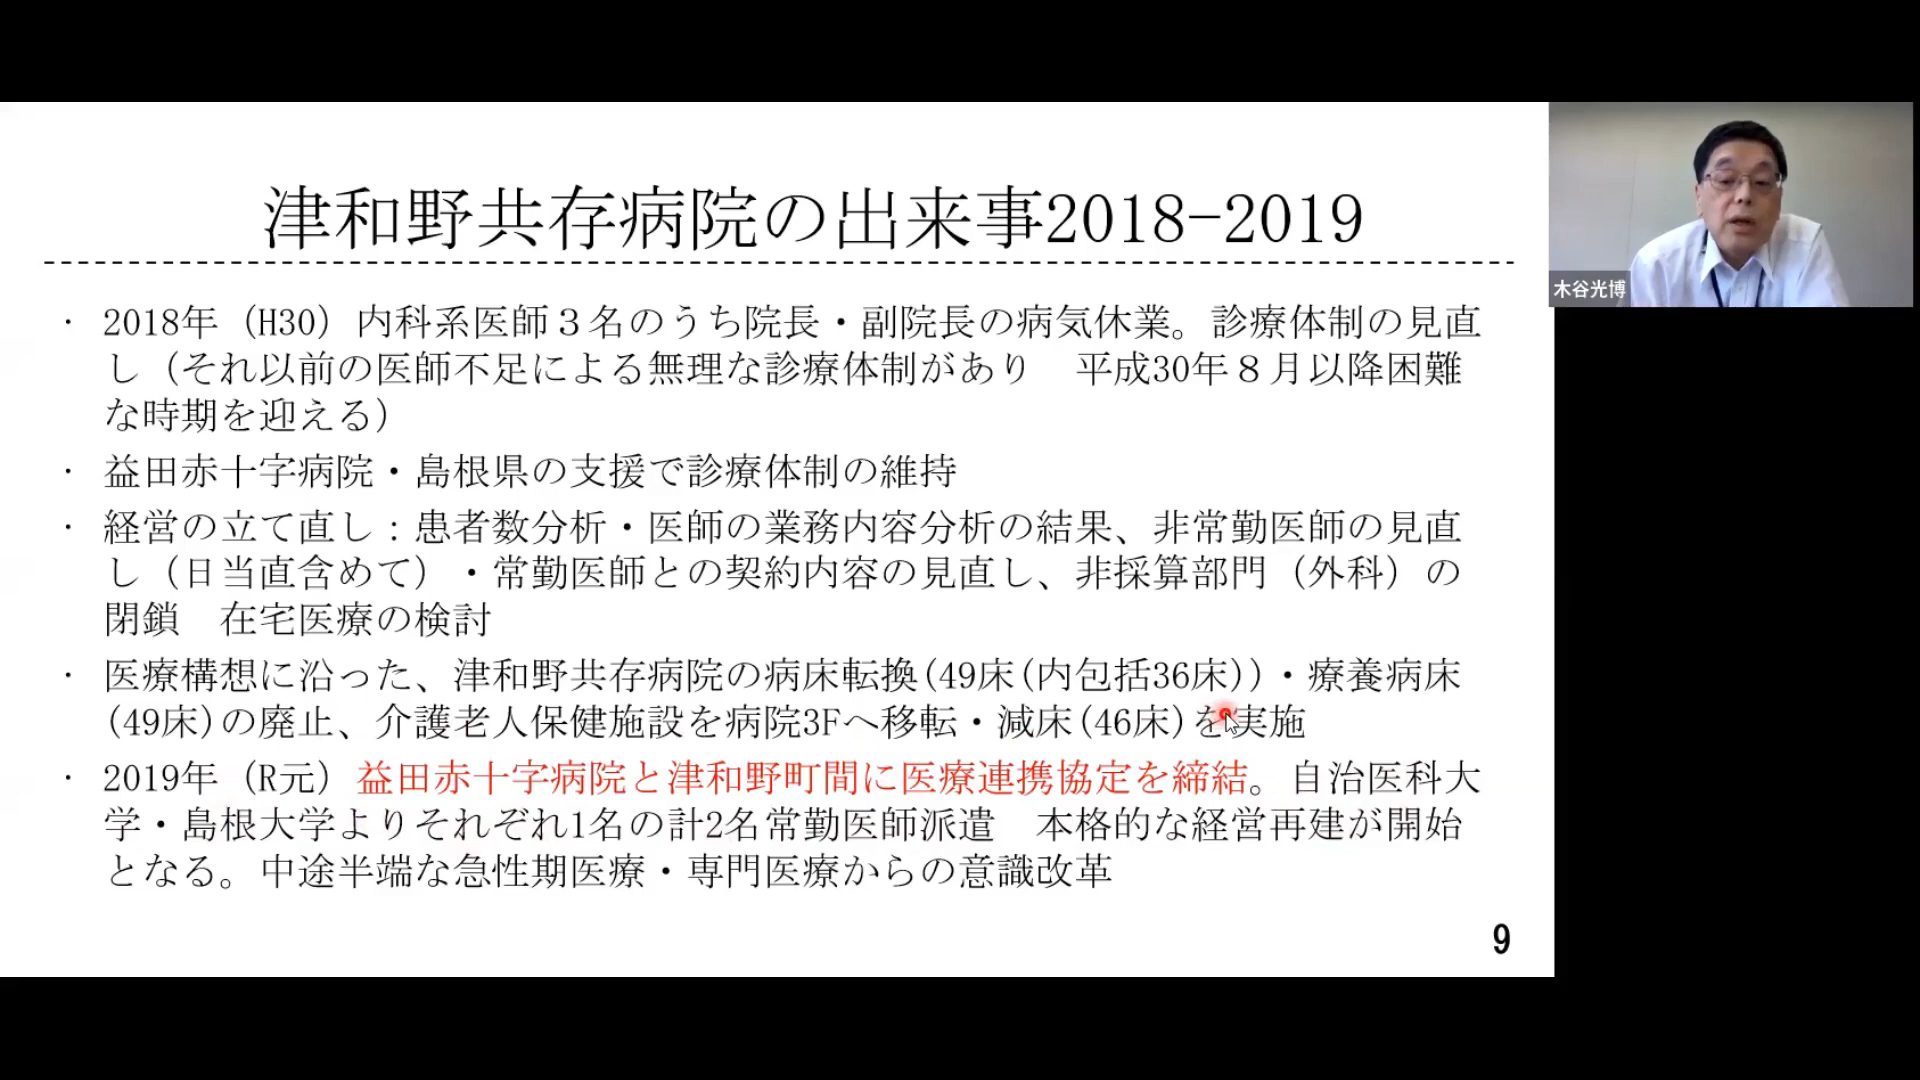 津和野共存病院の出来事2018-2019
・ 2018年（H30）内科系医師３名のうち院長・副院長の病気休業。診療体制の見直
し（それ以前の医師不足による無理な診療体制があり　平成30年８月以降困難
な時期を迎える）
・ 益田赤十字病院・島根県の支援で診療体制の維持
・ 経営の立て直し：患者数分析・医師の業務内容分析の結果、非常勤医師の見直
し（日当直含めて）・常勤医師との契約内容の見直し、非採算部門（外科）の
閉鎖　在宅医療の検討
・ 医療構想に沿った、津和野共存病院の病床転換(49床(内包括36床))・療養病床
(49床)の廃止、介護老人保健施設を病院3Fへ移転・減床(46床)を実施
・ 2019年（R元）益田赤十字病院と津和野町間に医療連携協定を締結。自治医科大
学・島根大学よりそれぞれ1名の計2名常勤医師派遣　本格的な経営再建が開始
となる。中途半端な急性期医療・専門医療からの意識改革
9
木谷光博